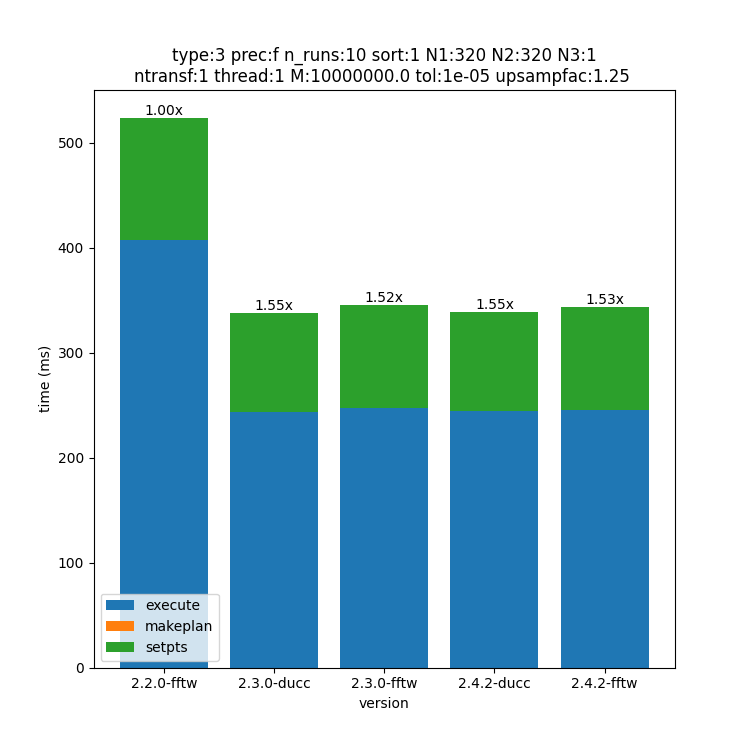 type:3 prec:f n_runs:10 sort:1 N1:320 N2:320 N3:1
ntransf:1 thread:1 M:10000000.0 tol:1e-05 upsampfac:1.25
1.00x
1.55x
1.52x
1.55x
1.53x
500
400
300
200
100
0
time (ms)
execute
makeplan
setpts
2.2.0-fftw
2.3.0-ducc
2.3.0-fftw
2.4.2-ducc
2.4.2-fftw
version